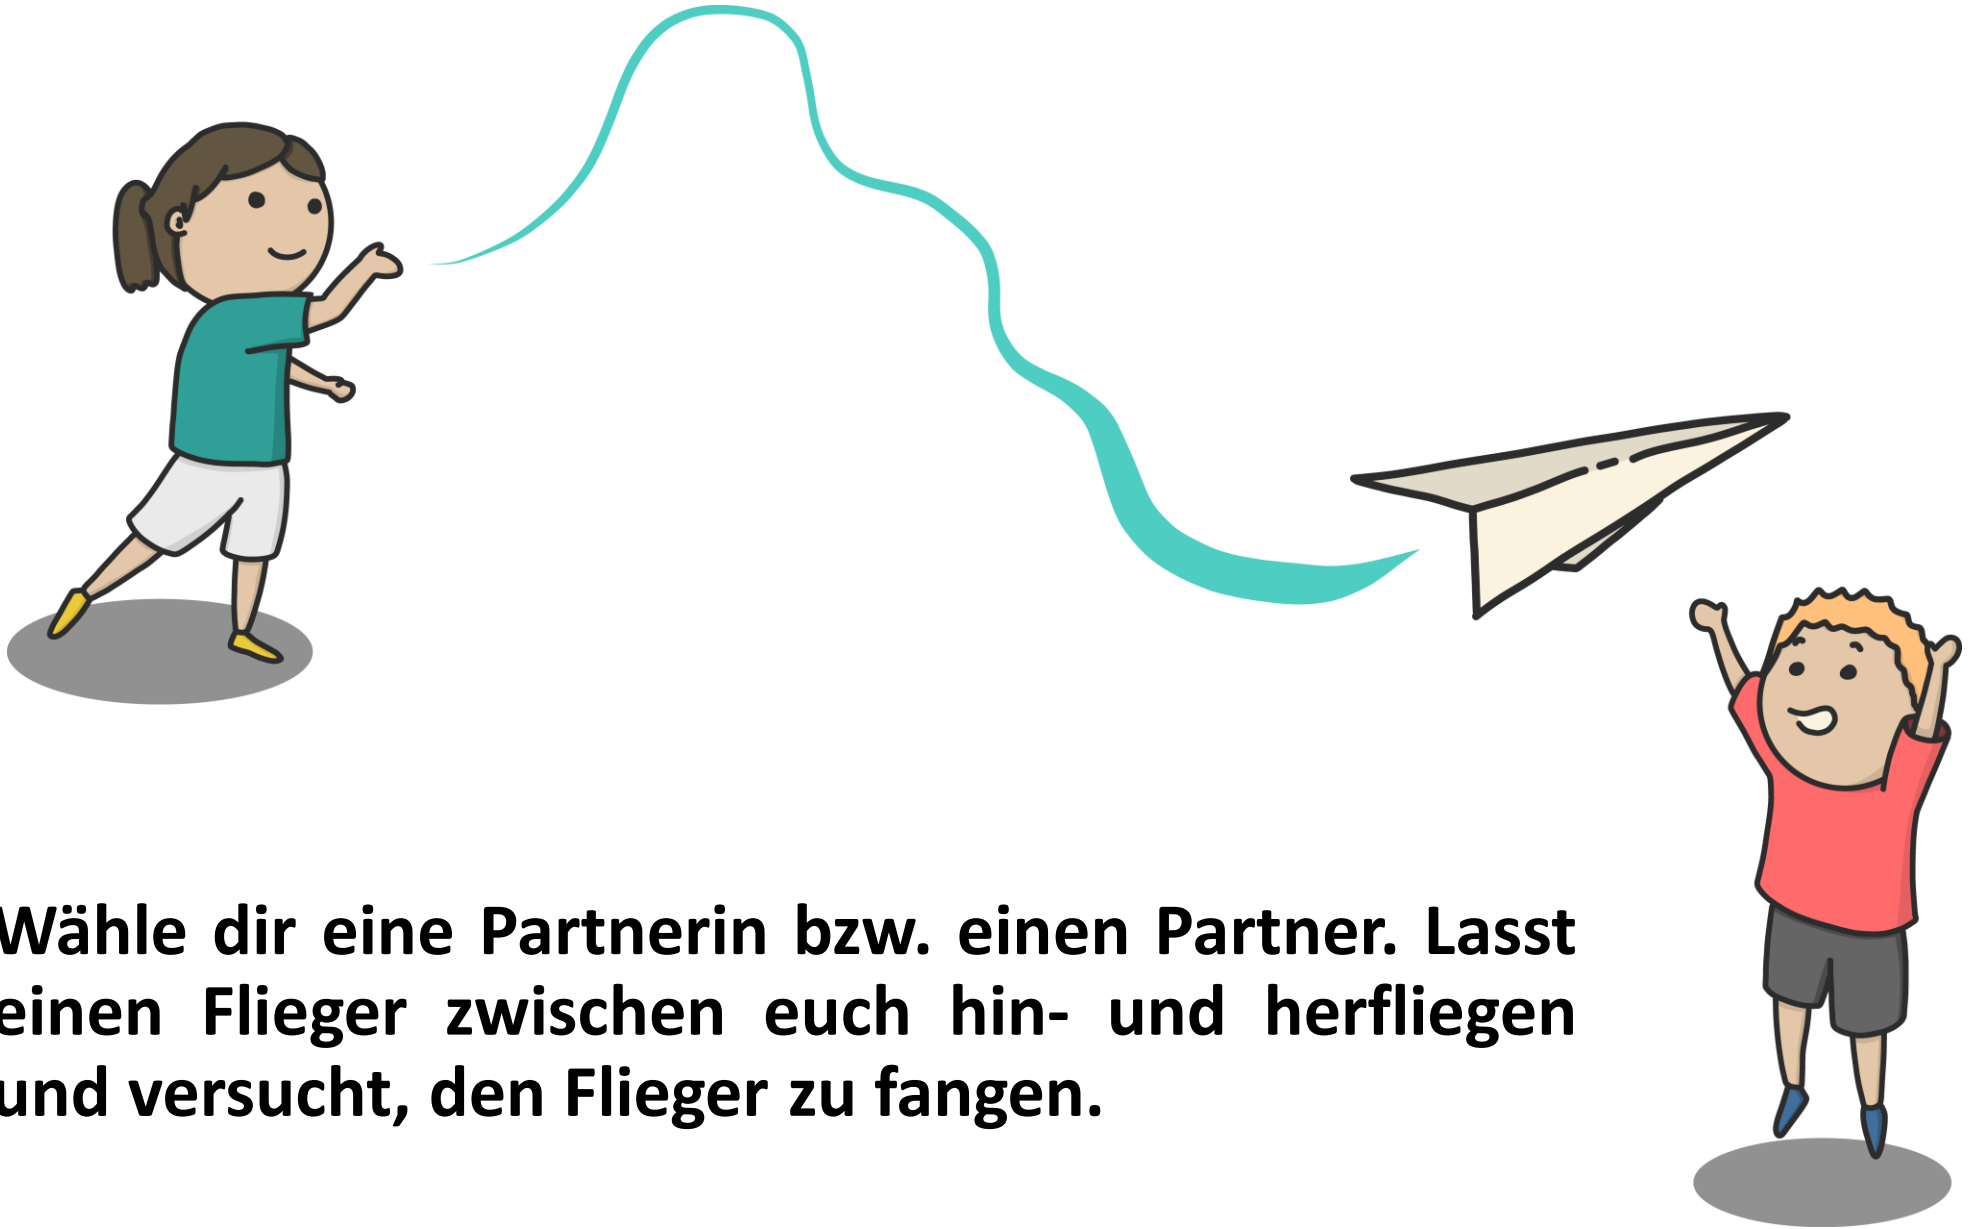 Wähle dir eine Partnerin bzw. einen Partner. Lasst
einen Flieger zwischen euch hin- und herfliegen
und versucht, den Flieger zu fangen.